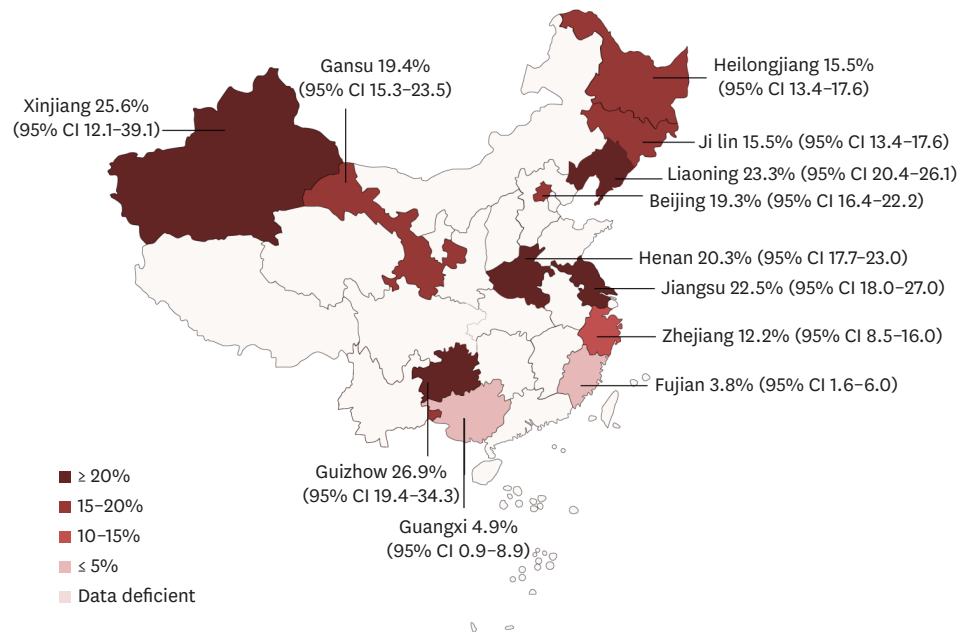 Gansu 19.4%
(95% CI 15.3–23.5)
Xinjiang 25.6%
(95% CI 12.1–39.1)
Heilongjiang 15.5%
(95% CI 13.4–17.6)
Ji lin 15.5% (95% CI 13.4–17.6)
Liaoning 23.3% (95% CI 20.4–26.1)
Beijing 19.3% (95% CI 16.4–22.2)
Henan 20.3% (95% CI 17.7–23.0)
Jiangsu 22.5% (95% CI 18.0–27.0)
Zhejiang 12.2% (95% CI 8.5–16.0)
Fujian 3.8% (95% CI 1.6–6.0)
Guizhow 26.9%
(95% CI 19.4–34.3)
Guangxi 4.9%
(95% CI 0.9–8.9)
≥ 20%
15–20%
10–15%
≤ 5%
Data deficient